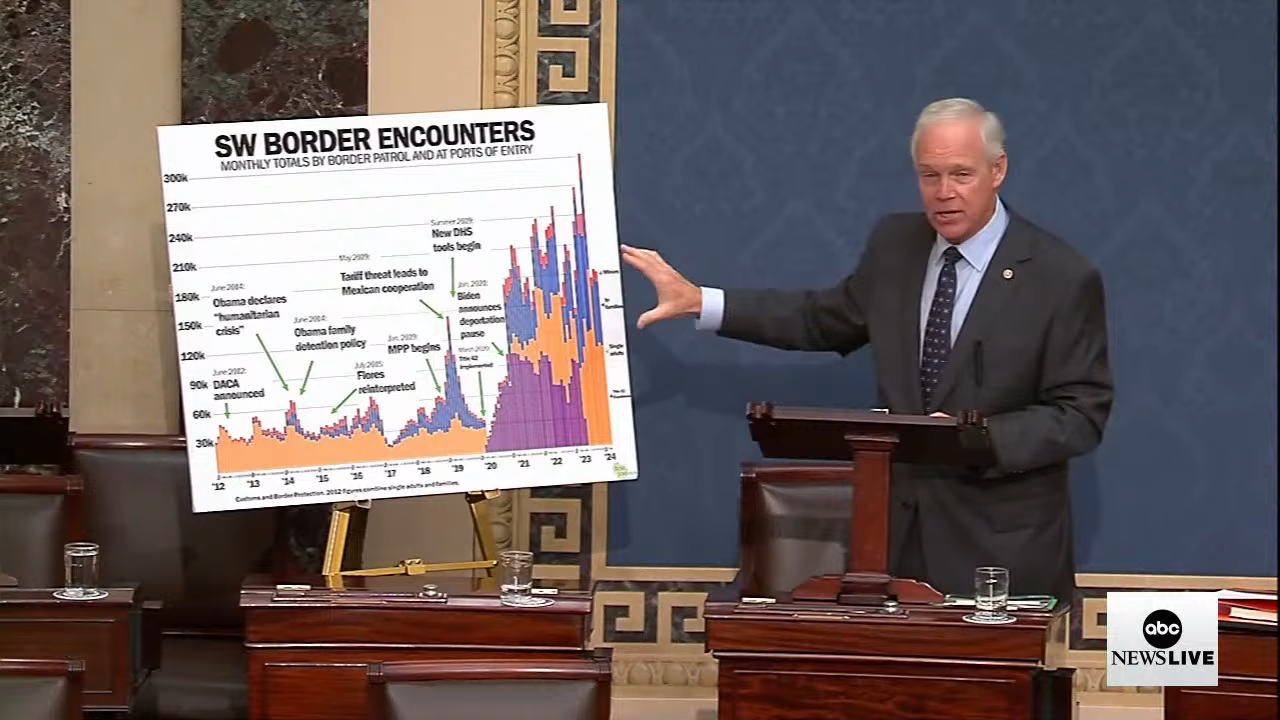 SW BORDER ENCOUNTERS
MONTHLY TOTALS BY BORDER PATROL AND AT PORTS OF ENTRY
300k
270k
240k
210k
180k
150k
120k
90k
60k
30k
June 2012:
DACA
announced
June 2014:
Obama declares
"humanitarian
crisis"
June 2014:
Obama family
detention policy
July 2015:
Flores
reinterpreted
Jan. 2019:
MPP begins
May 2019:
Tariff threat leads to
Mexican cooperation
Summer 2019:
New DHS
tools begin
March 2020:
Title 42
implemented
Jan. 2021:
Biden
announces
deportation
pause
Single
adults
'12 '13 '14 '15 '16 '17 '18 '19 '20 '21 '22 '23 '24
Customs and Border Protection. 2012 figures combine single adults and families.
abc
NEWS LIVE